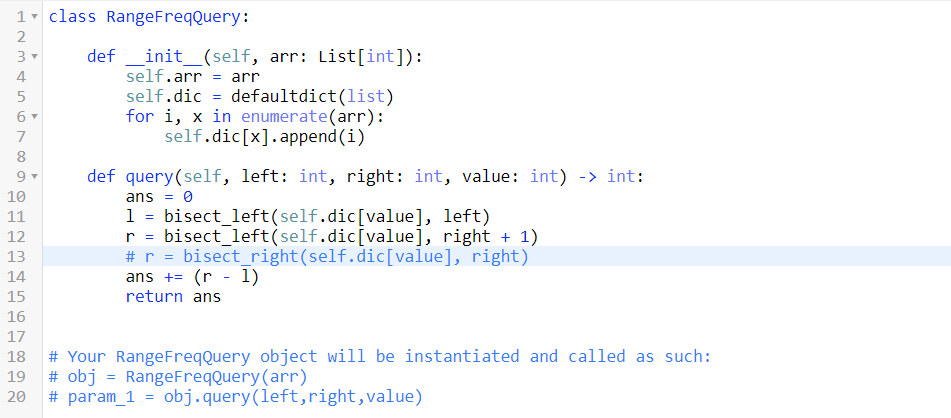 1 class RangeFreqQuery:
2
3     def __init__(self, arr: List[int]):
4         self.arr = arr
5         self.dic = defaultdict(list)
6         for i, x in enumerate(arr):
7             self.dic[x].append(i)
8
9     def query(self, left: int, right: int, value: int) -> int:
10         ans = 0
11         l = bisect_left(self.dic[value], left)
12         r = bisect_left(self.dic[value], right + 1)
13         # r = bisect_right(self.dic[value], right)
14         ans += (r - l)
15         return ans
16
17
18 # Your RangeFreqQuery object will be instantiated and called as such:
19 # obj = RangeFreqQuery(arr)
20 # param_1 = obj.query(left,right,value)